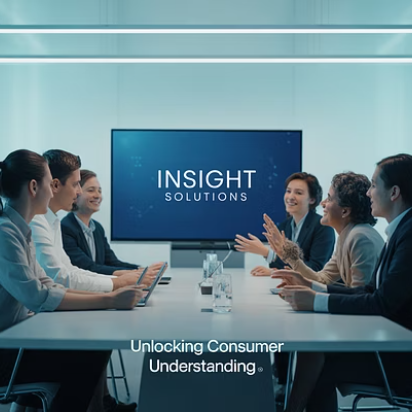 INSIGHT
SOLUTIONS
Unlocking Consumer
Understanding